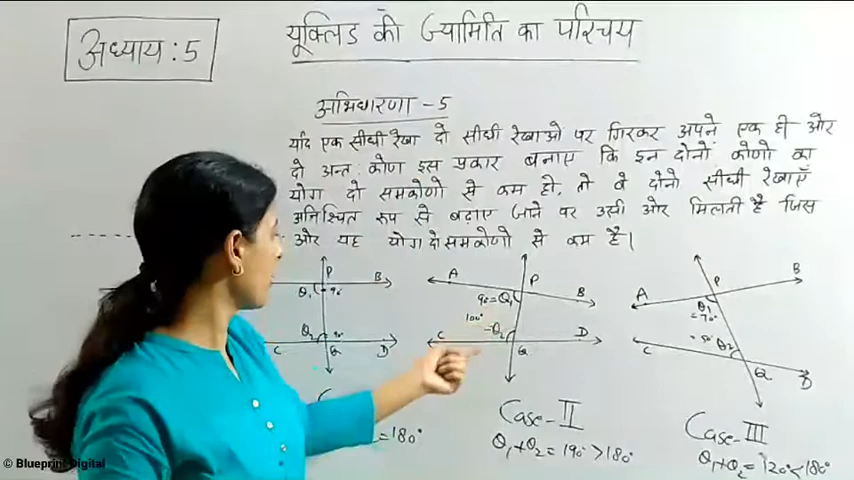 अध्याय : 5
यूक्लिड की ज्यामिति का परिचय
अभिधारणा - 5
यदि एक सीधी रेखा दो सीधी रेखाओ पर गिरकर अपने एक ही ओर
दो अन्त: कोण इस प्रकार बनाए कि इन दोनो कोणो का
योग दो समकोणो से कम हो, तो वे दोनो सीधी रेखाएँ
अनिश्चित रूप से बढ़ाए जाने पर उसी ओर मिलती है जिस
ओर यह योग दो समकोणो से कम है।
P B
θ₁ 90
θ₂ 90
C Q D
= 180°
A P B
90 = θ₁
100°
C θ₂ D
Q
Case-II
θ₁+θ₂ = 190° > 180°
A P B
θ₁
= 70°
C = 50° θ₂
Q D
Case-III
θ₁+θ₂ = 120° < 180°
© Blueprint Digital